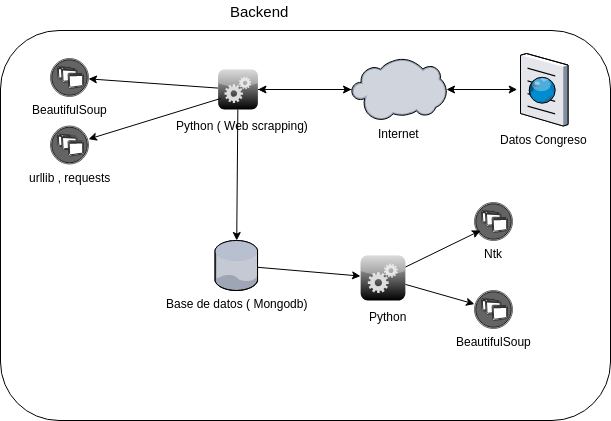 Backend
BeautifulSoup
Python ( Web scrapping)
Internet
Datos Congreso
urllib , requests
Base de datos ( Mongodb)
Python
Ntk
BeautifulSoup